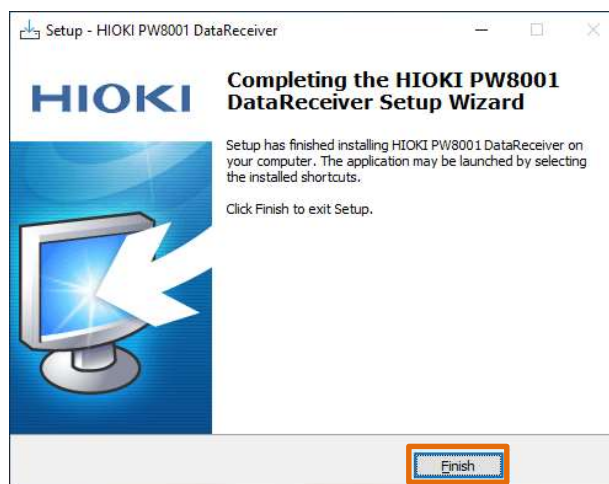 Setup - HIOKI PW8001 DataReceiver
HIOKI
Completing the HIOKI PW8001
DataReceiver Setup Wizard
Setup has finished installing HIOKI PW8001 DataReceiver on
your computer. The application may be launched by selecting
the installed shortcuts.
Click Finish to exit Setup.
Finish